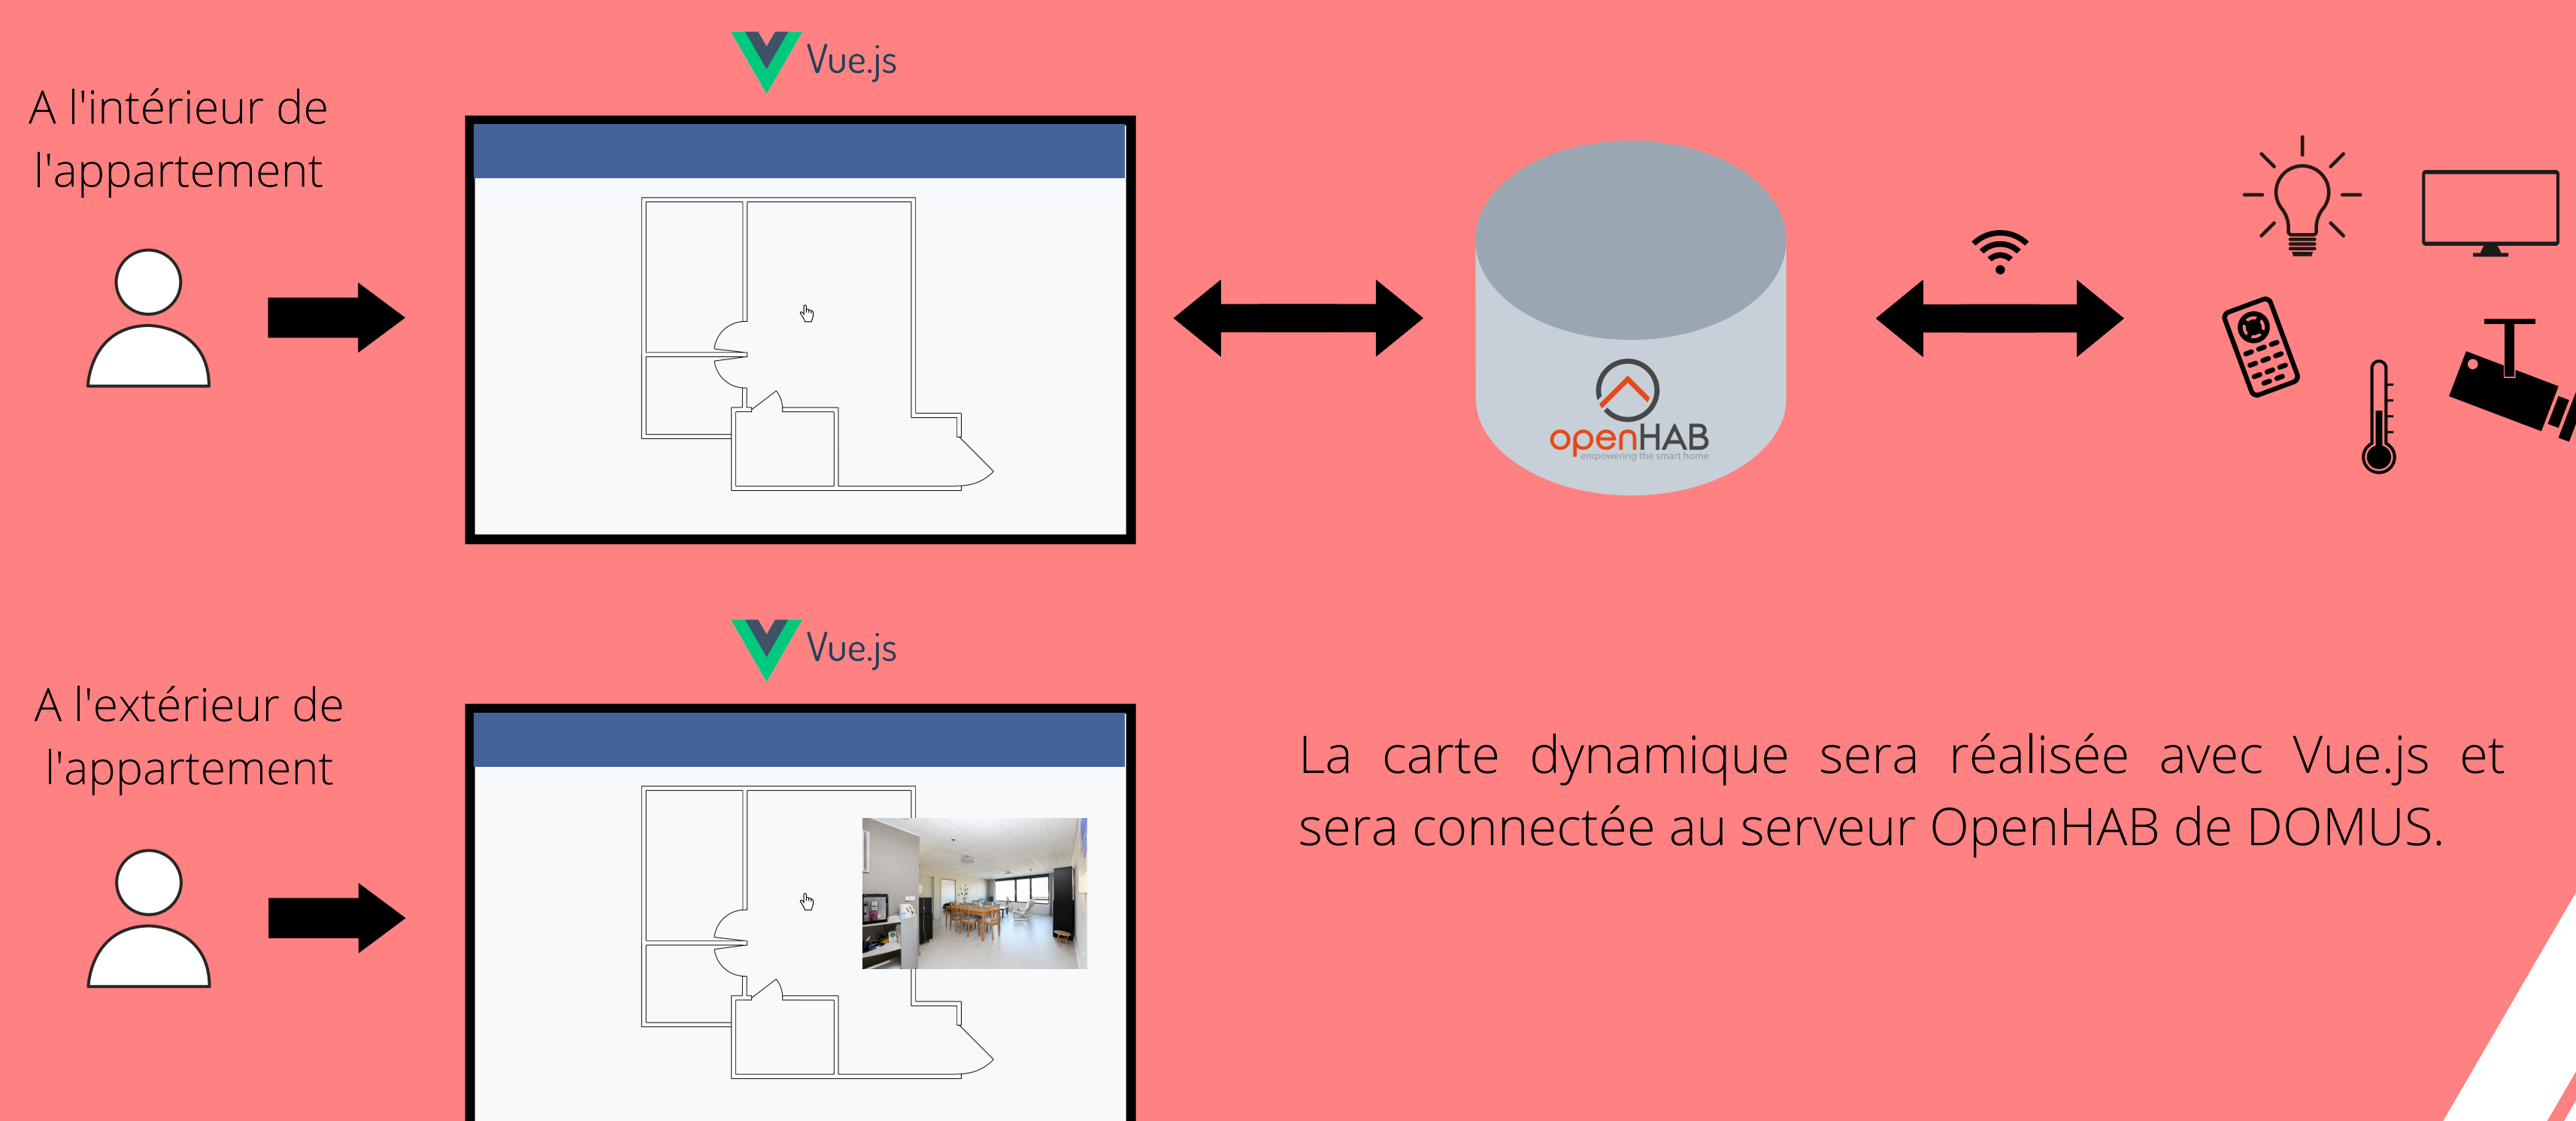 Vue.js
A l'intérieur de
l'appartement
openHAB
empowering the smart home
Vue.js
A l'extérieur de
l'appartement
La carte dynamique sera réalisée avec Vue.js et
sera connectée au serveur OpenHAB de DOMUS.